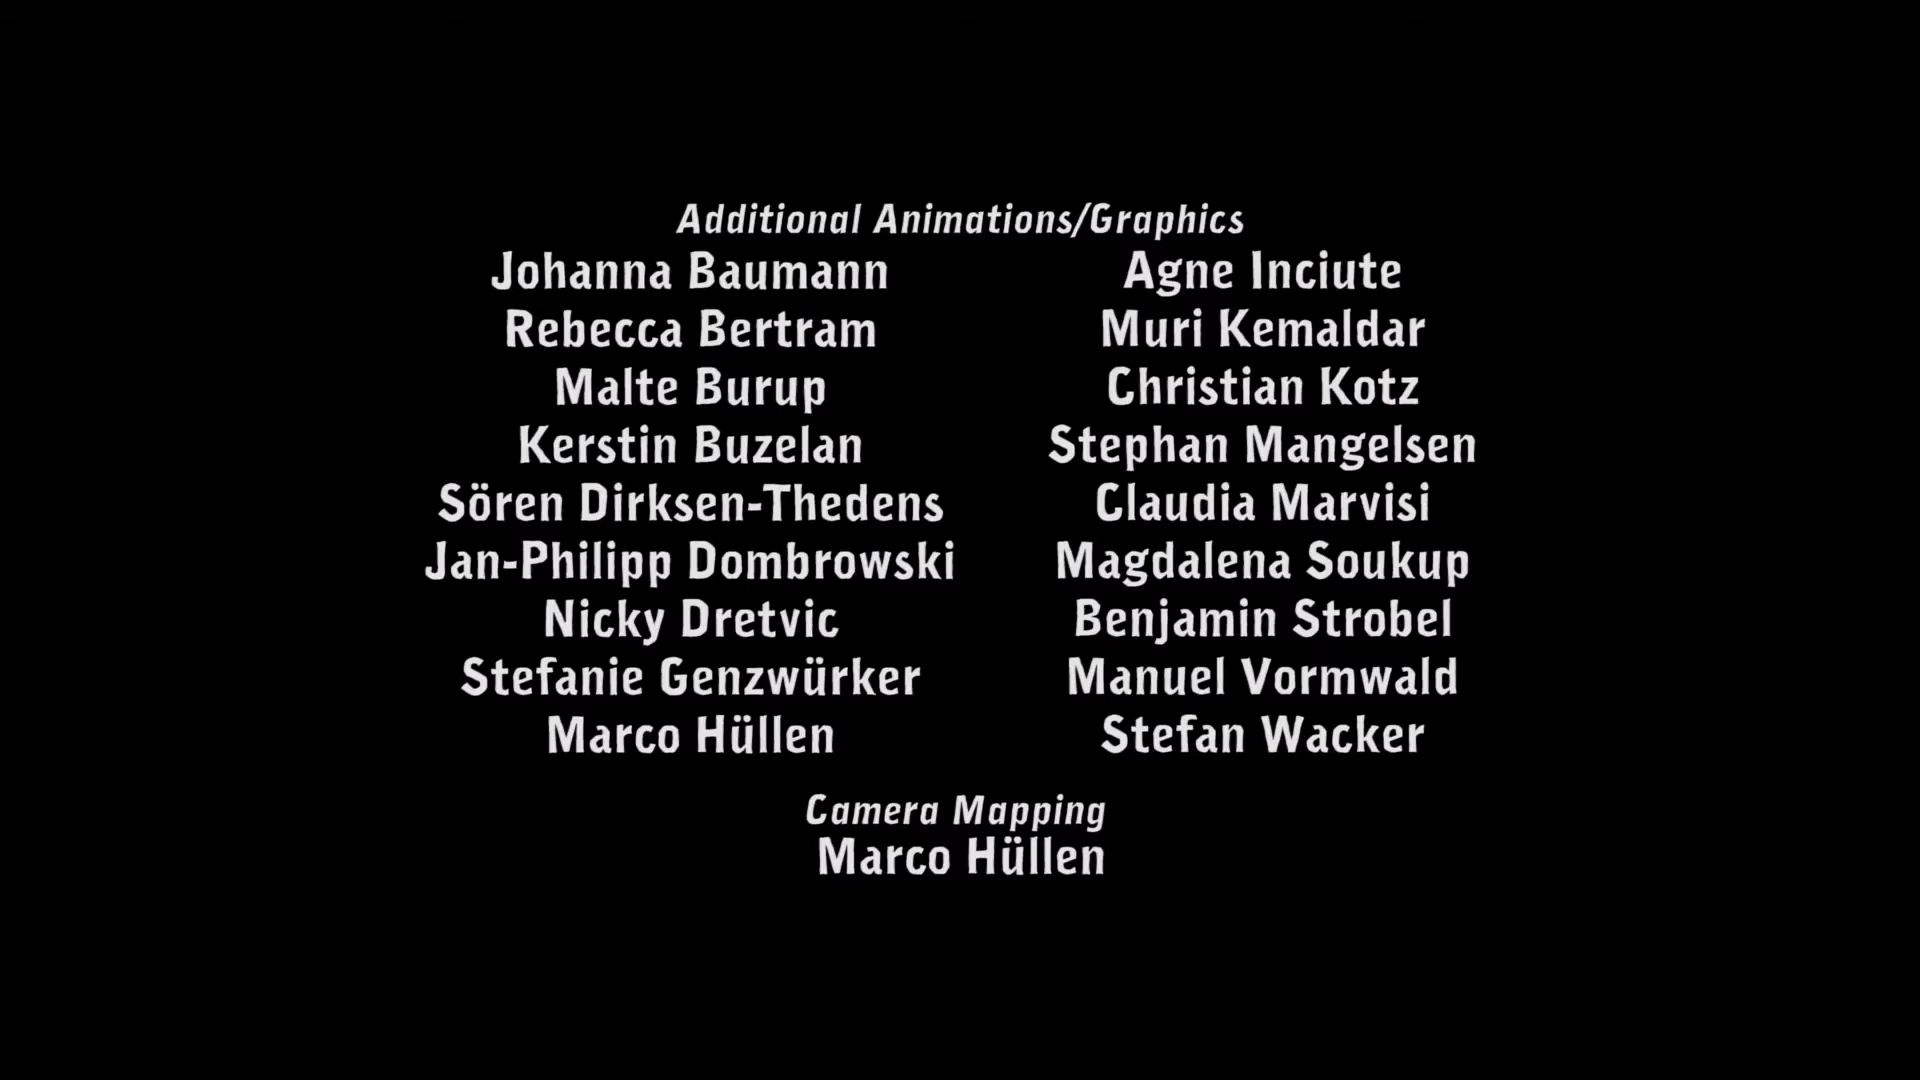 Additional Animations/Graphics
Johanna Baumann
Rebecca Bertram
Malte Burup
Kerstin Buzelan
Sören Dirksen-Thedens
Jan-Philipp Dombrowski
Nicky Dretvic
Stefanie Genzwürker
Marco Hüllen
Agne Inciute
Muri Kemaldar
Christian Kotz
Stephan Mangelsen
Claudia Marvisi
Magdalena Soukup
Benjamin Strobel
Manuel Vormwald
Stefan Wacker
Camera Mapping
Marco Hüllen